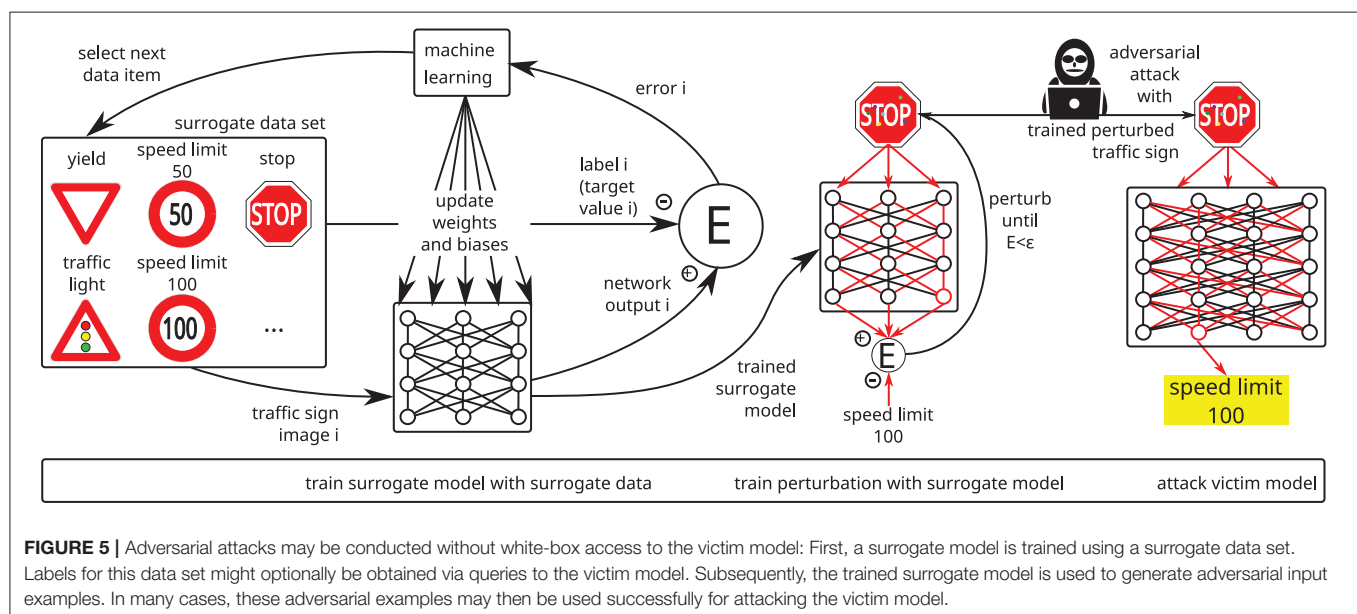 select next
data item
machine
learning
error i
surrogate data set
yield
speed limit
50
stop
50
STOP
traffic
light
speed limit
100
100
...
update
weights
and biases
label i
(target
value i)
E
network
output i
traffic sign
image i
trained
surrogate
model
STOP
perturb
until
E<ε
E
speed limit
100
adversarial
attack
with
trained perturbed
traffic sign
STOP
speed limit
100
train surrogate model with surrogate data
train perturbation with surrogate model
attack victim model
FIGURE 5 | Adversarial attacks may be conducted without white-box access to the victim model: First, a surrogate model is trained using a surrogate data set.
Labels for this data set might optionally be obtained via queries to the victim model. Subsequently, the trained surrogate model is used to generate adversarial input
examples. In many cases, these adversarial examples may then be used successfully for attacking the victim model.